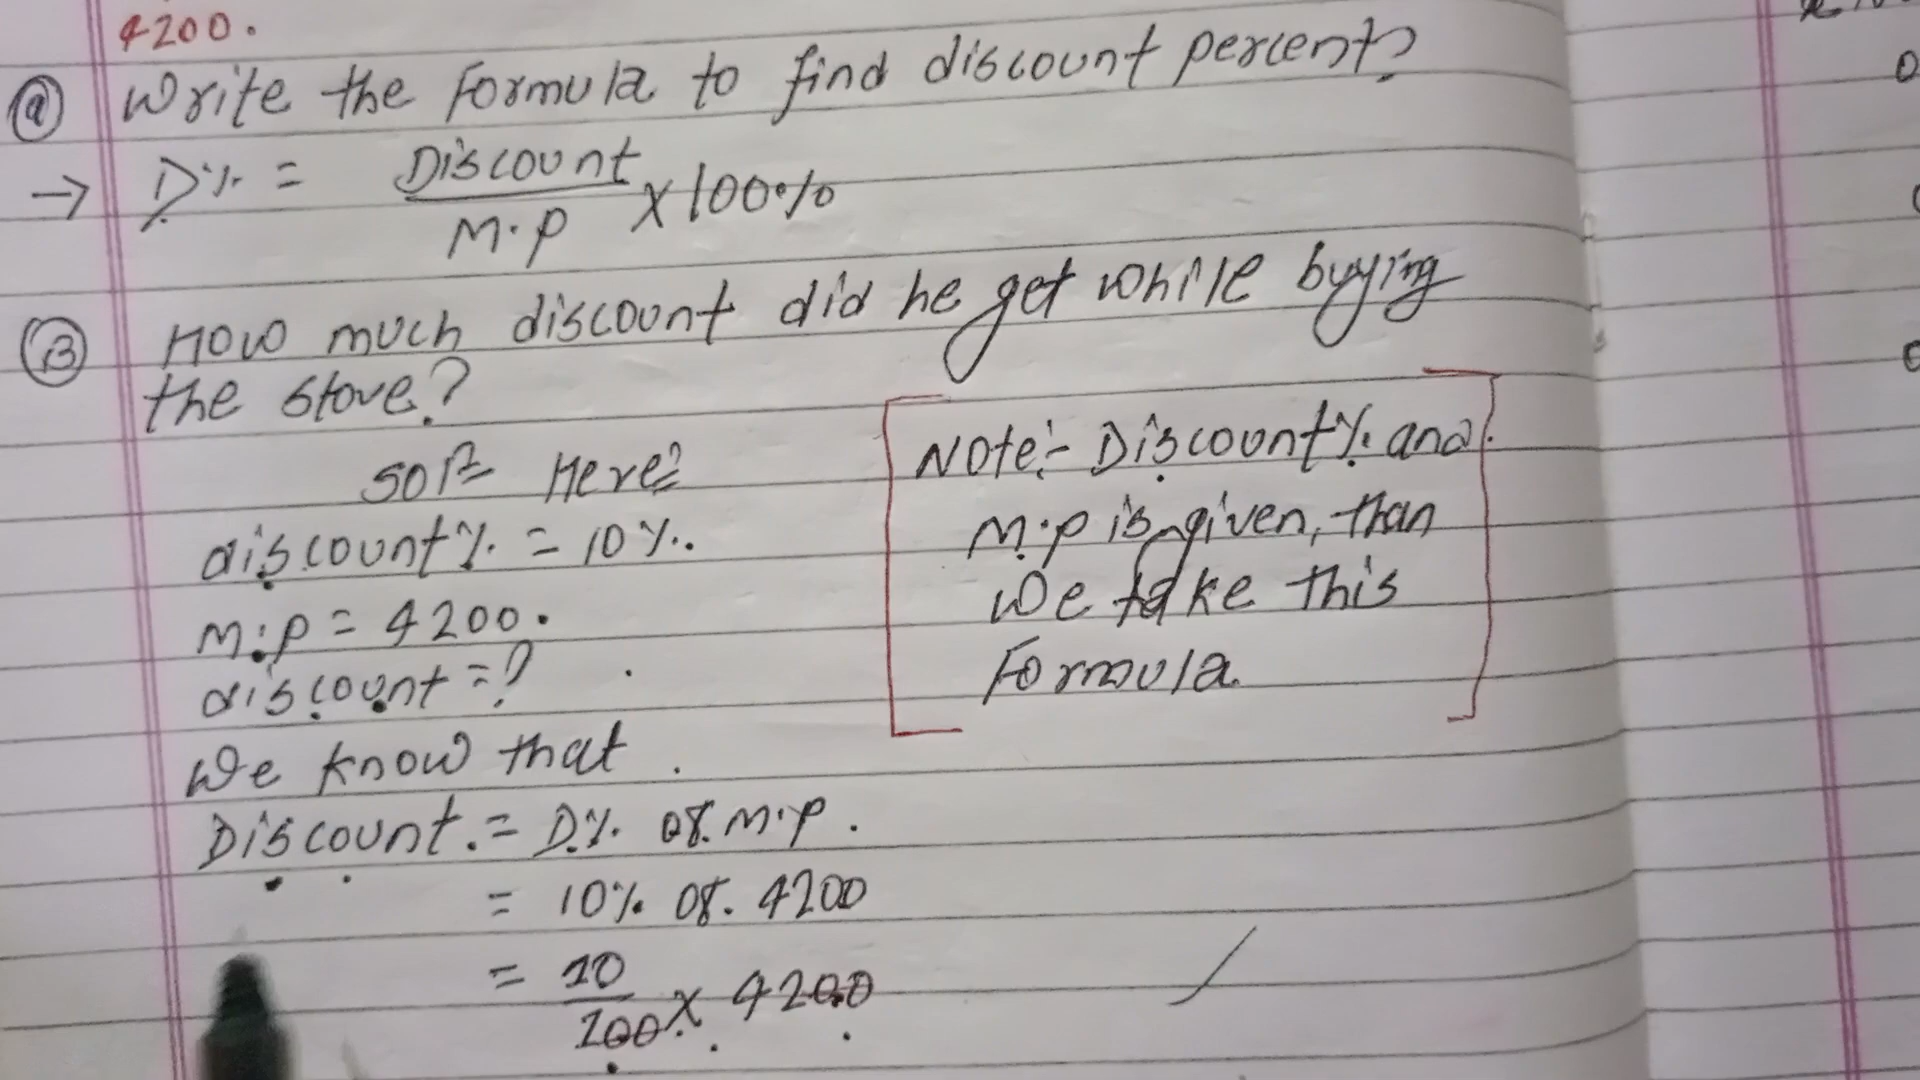 4200.
(a) Write the Formula to find discount percent?
→ D% = Discount/M.P × 100%
(B) How much discount did he get while buying
the stove?
Solⁿ Here:
discount% = 10%.
M.P = 4200.
discount = ?
We know that.
Discount. = D% of M.P.
= 10% of. 4200
= 10/100 × 4200
Note:- Discount% and
M.P is given, than
We take this
Formula